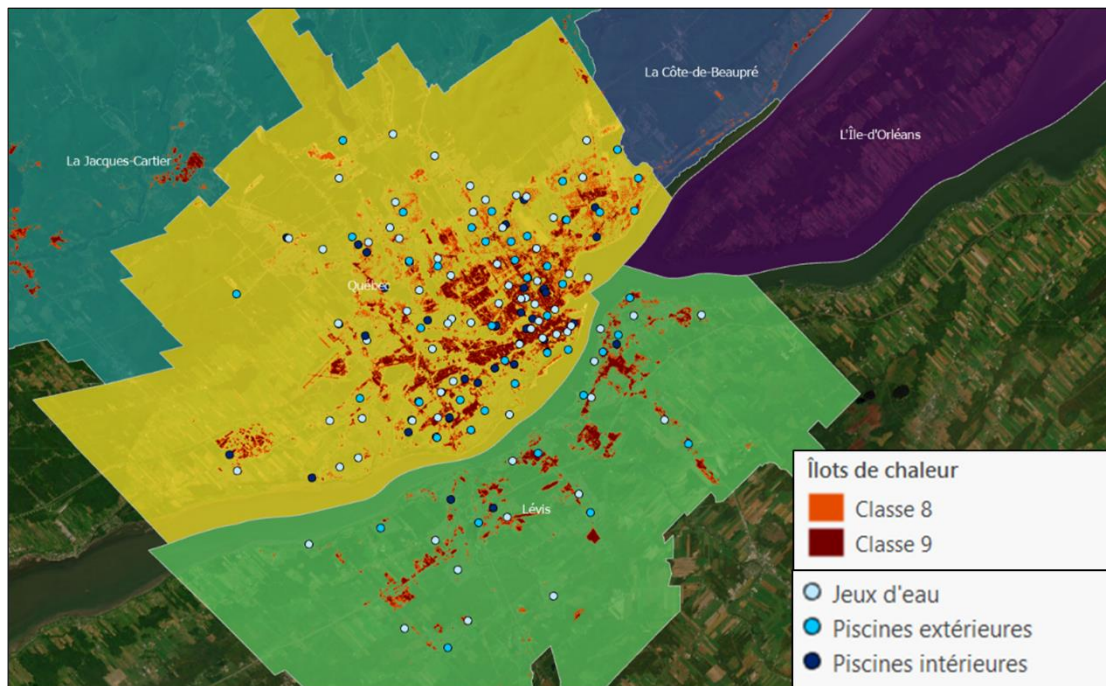 La Côte-de-Beaupré
L'Île-d'Orléans
La Jacques-Cartier
Québec
Lévis
Îlots de chaleur
Classe 8
Classe 9
Jeux d'eau
Piscines extérieures
Piscines intérieures